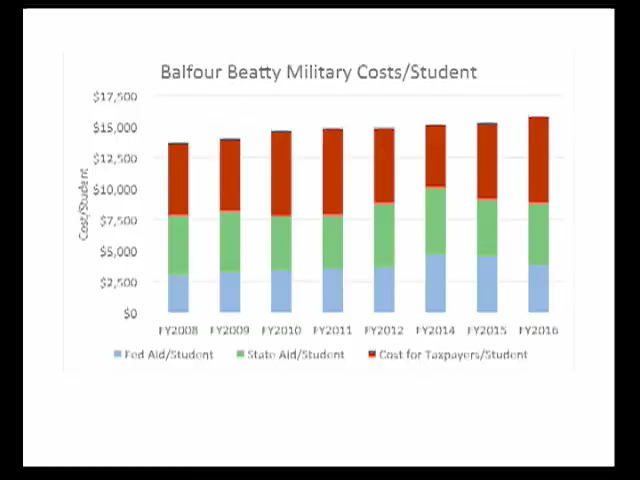 Balfour Beatty Military Costs/Student
$17,500
$15,000
$12,500
$10,000
$7,500
$5,000
$2,500
$0
Cost/Student
FY2008 FY2009 FY2010 FY2011 FY2012 FY2014 FY2015 FY2016
Fed Aid/Student State Aid/Student Cost for Taxpayers/Student